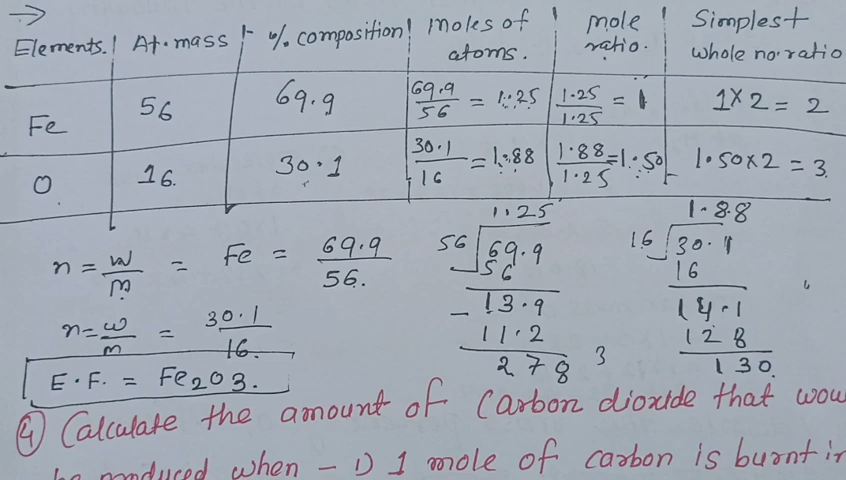 →
Elements. At. mass % composition moles of atoms. mole ratio. Simplest whole no. ratio
Fe 56 69.9 69.9/56 = 1.25 1.25/1.25 = 1 1 x 2 = 2
O 16. 30.1 30.1/16 = 1.88 1.88/1.25 = 1.50 1.50 x 2 = 3
n = w/m = Fe = 69.9/56.
n = w/m = 30.1/16.
E.F. = Fe2O3.
1.25
56 69.9
56
- 13.9
11.2
278
3
1.88
16 30.1
16
14.1
128
130.
④ Calculate the amount of Carbon dioxide that wou
be produced when - 1) 1 mole of carbon is burnt in